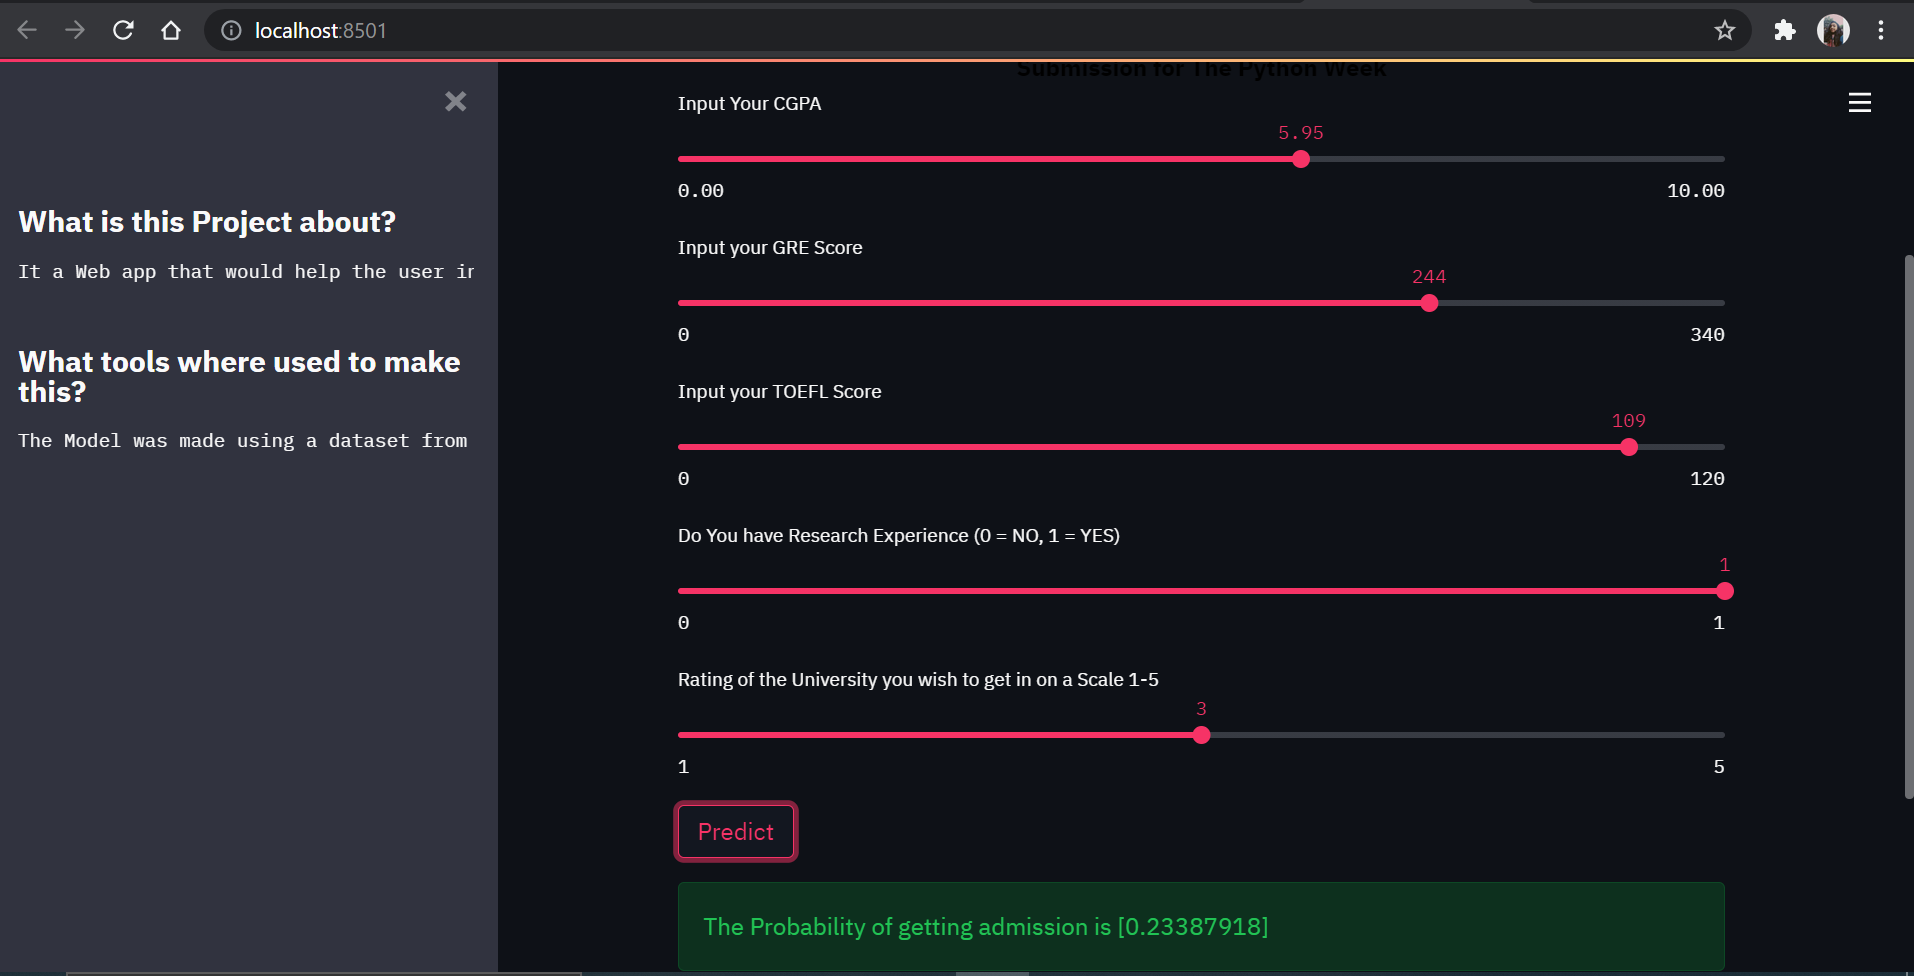 localhost:8501
Submission for The Python Week
What is this Project about?
It a Web app that would help the user in
What tools where used to make
this?
The Model was made using a dataset from
Input Your CGPA
5.95
0.00 10.00
Input your GRE Score
244
0 340
Input your TOEFL Score
109
0 120
Do You have Research Experience (0 = NO, 1 = YES)
1
0 1
Rating of the University you wish to get in on a Scale 1-5
3
1 5
Predict
The Probability of getting admission is [0.23387918]